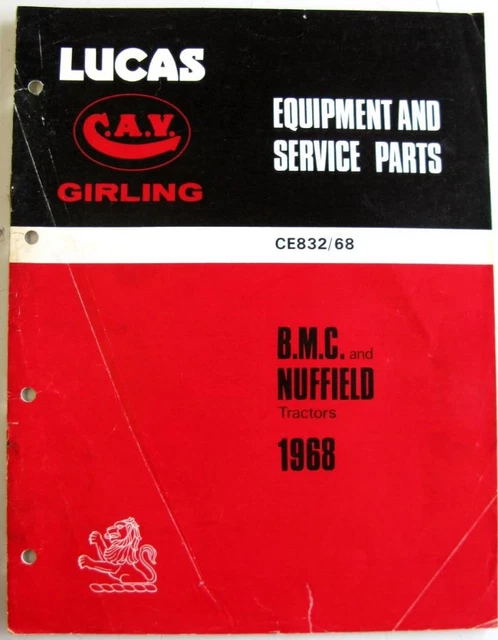 LUCAS
C.A.V.
GIRLING
EQUIPMENT AND
SERVICE PARTS
CE832/68
B.M.C. and
NUFFIELD
Tractors
1968